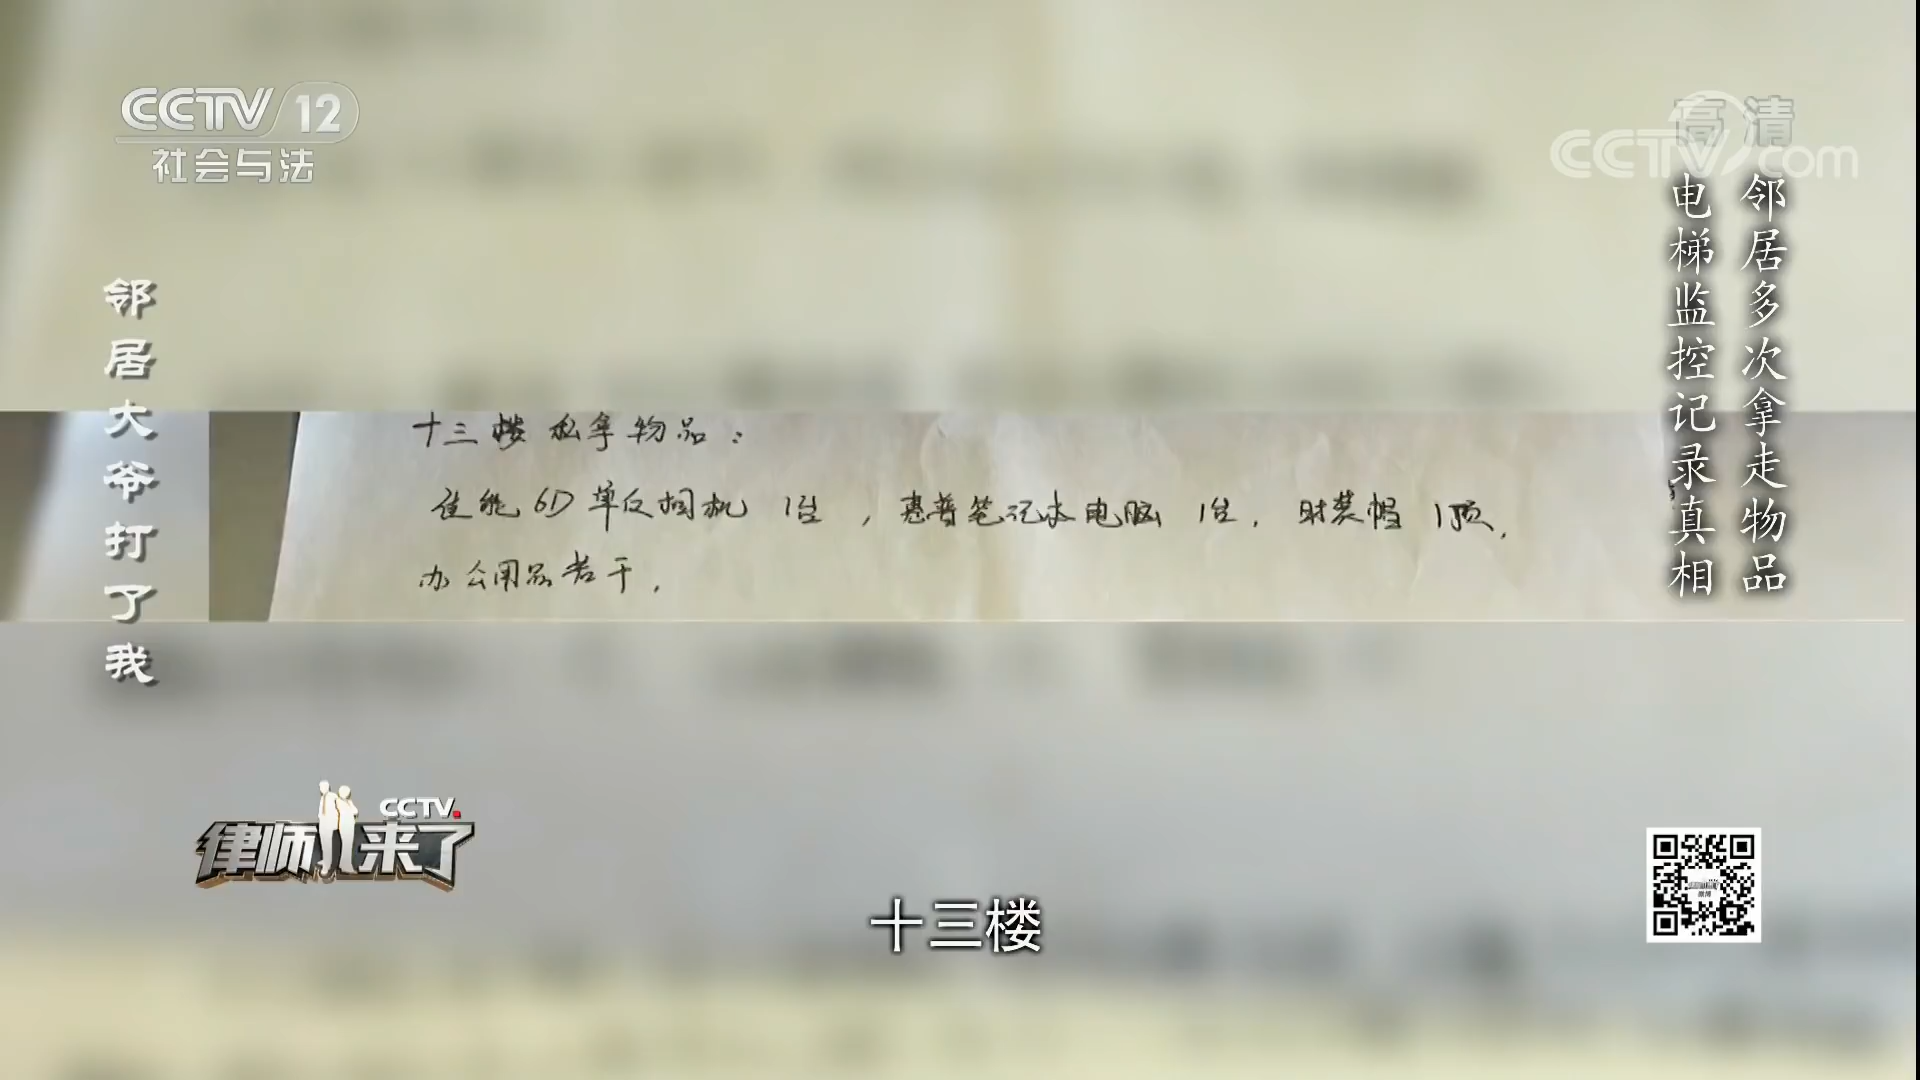 CCTV 12
社会与法
高清
CCTV.com
邻居多次拿走物品
电梯监控记录真相
邻居大爷打了我
十三楼私拿物品：
佳能6D单反相机 1台，惠普笔记本电脑 1台，时装帽 1顶，
办公用品若干，
CCTV
律师来了
十三楼